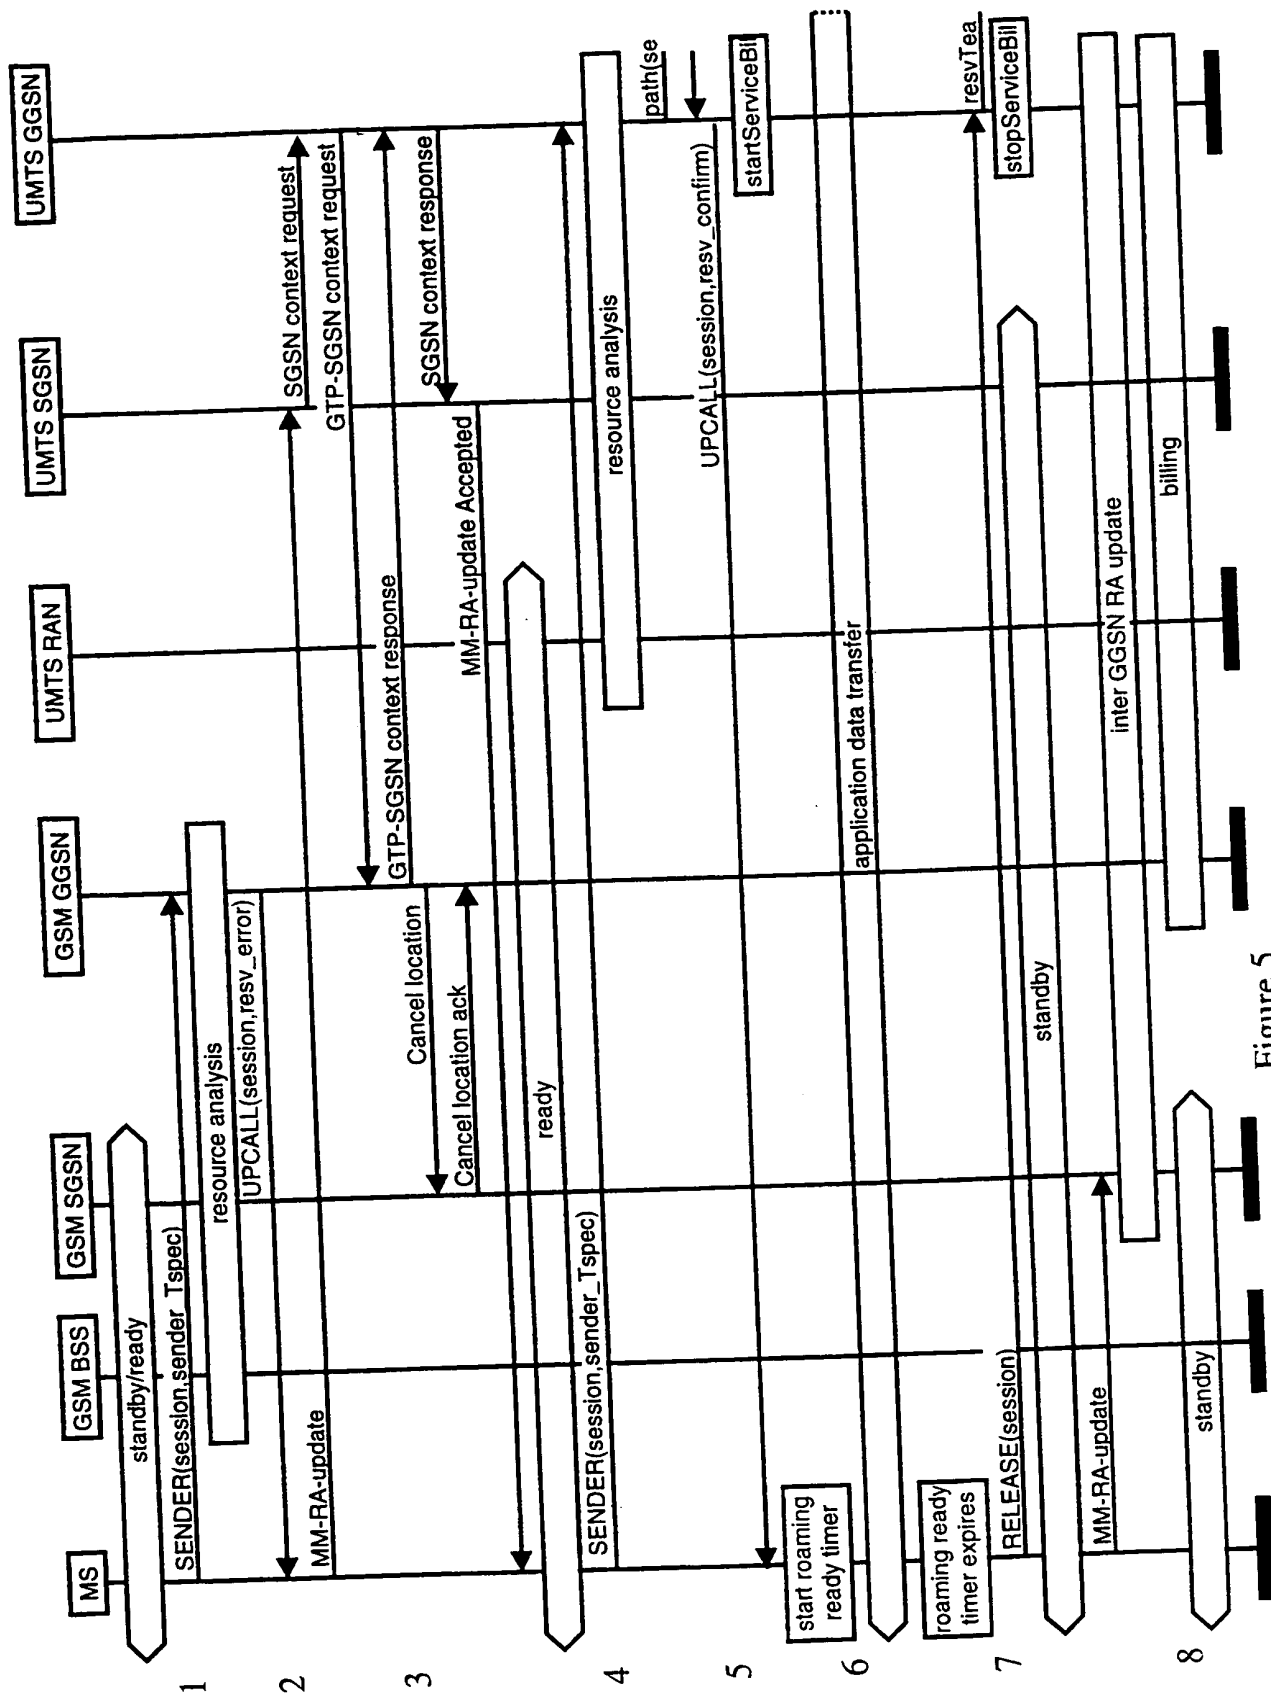 MS
GSM BSS
GSM SGSN
GSM GGSN
UMTS RAN
UMTS SGSN
UMTS GGSN
standby/ready
1
SENDER(session,sender_Tspec)
resource analysis
UPCALL(session,resv_error)
2
MM-RA-update
SGSN context request
GTP-SGSN context request
3
GTP-SGSN context response
SGSN context response
Cancel location
Cancel location ack
MM-RA-update Accepted
ready
4
SENDER(session,sender_Tspec)
resource analysis
path(se
5
UPCALL(session,resv_confirm)
startServiceBil
start roaming
ready timer
6
application data transfer
roaming ready
timer expires
resvTea
7
RELEASE(session)
stopServiceBil
standby
MM-RA-update
inter GGSN RA update
8
standby
billing
Figure 5